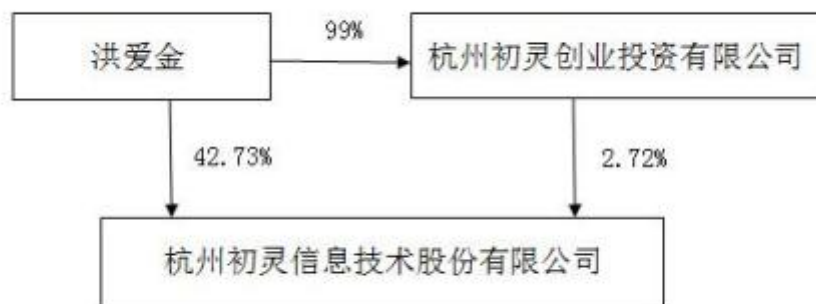 99%
洪爱金
杭州初灵创业投资有限公司
42.73%
2.72%
杭州初灵信息技术股份有限公司